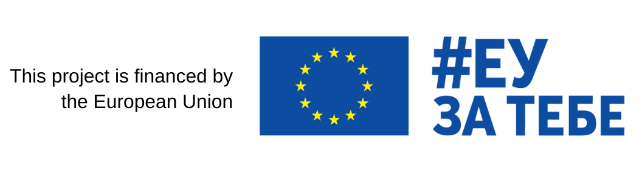 This project is financed by
the European Union
#ЕУ
ЗА ТЕБЕ